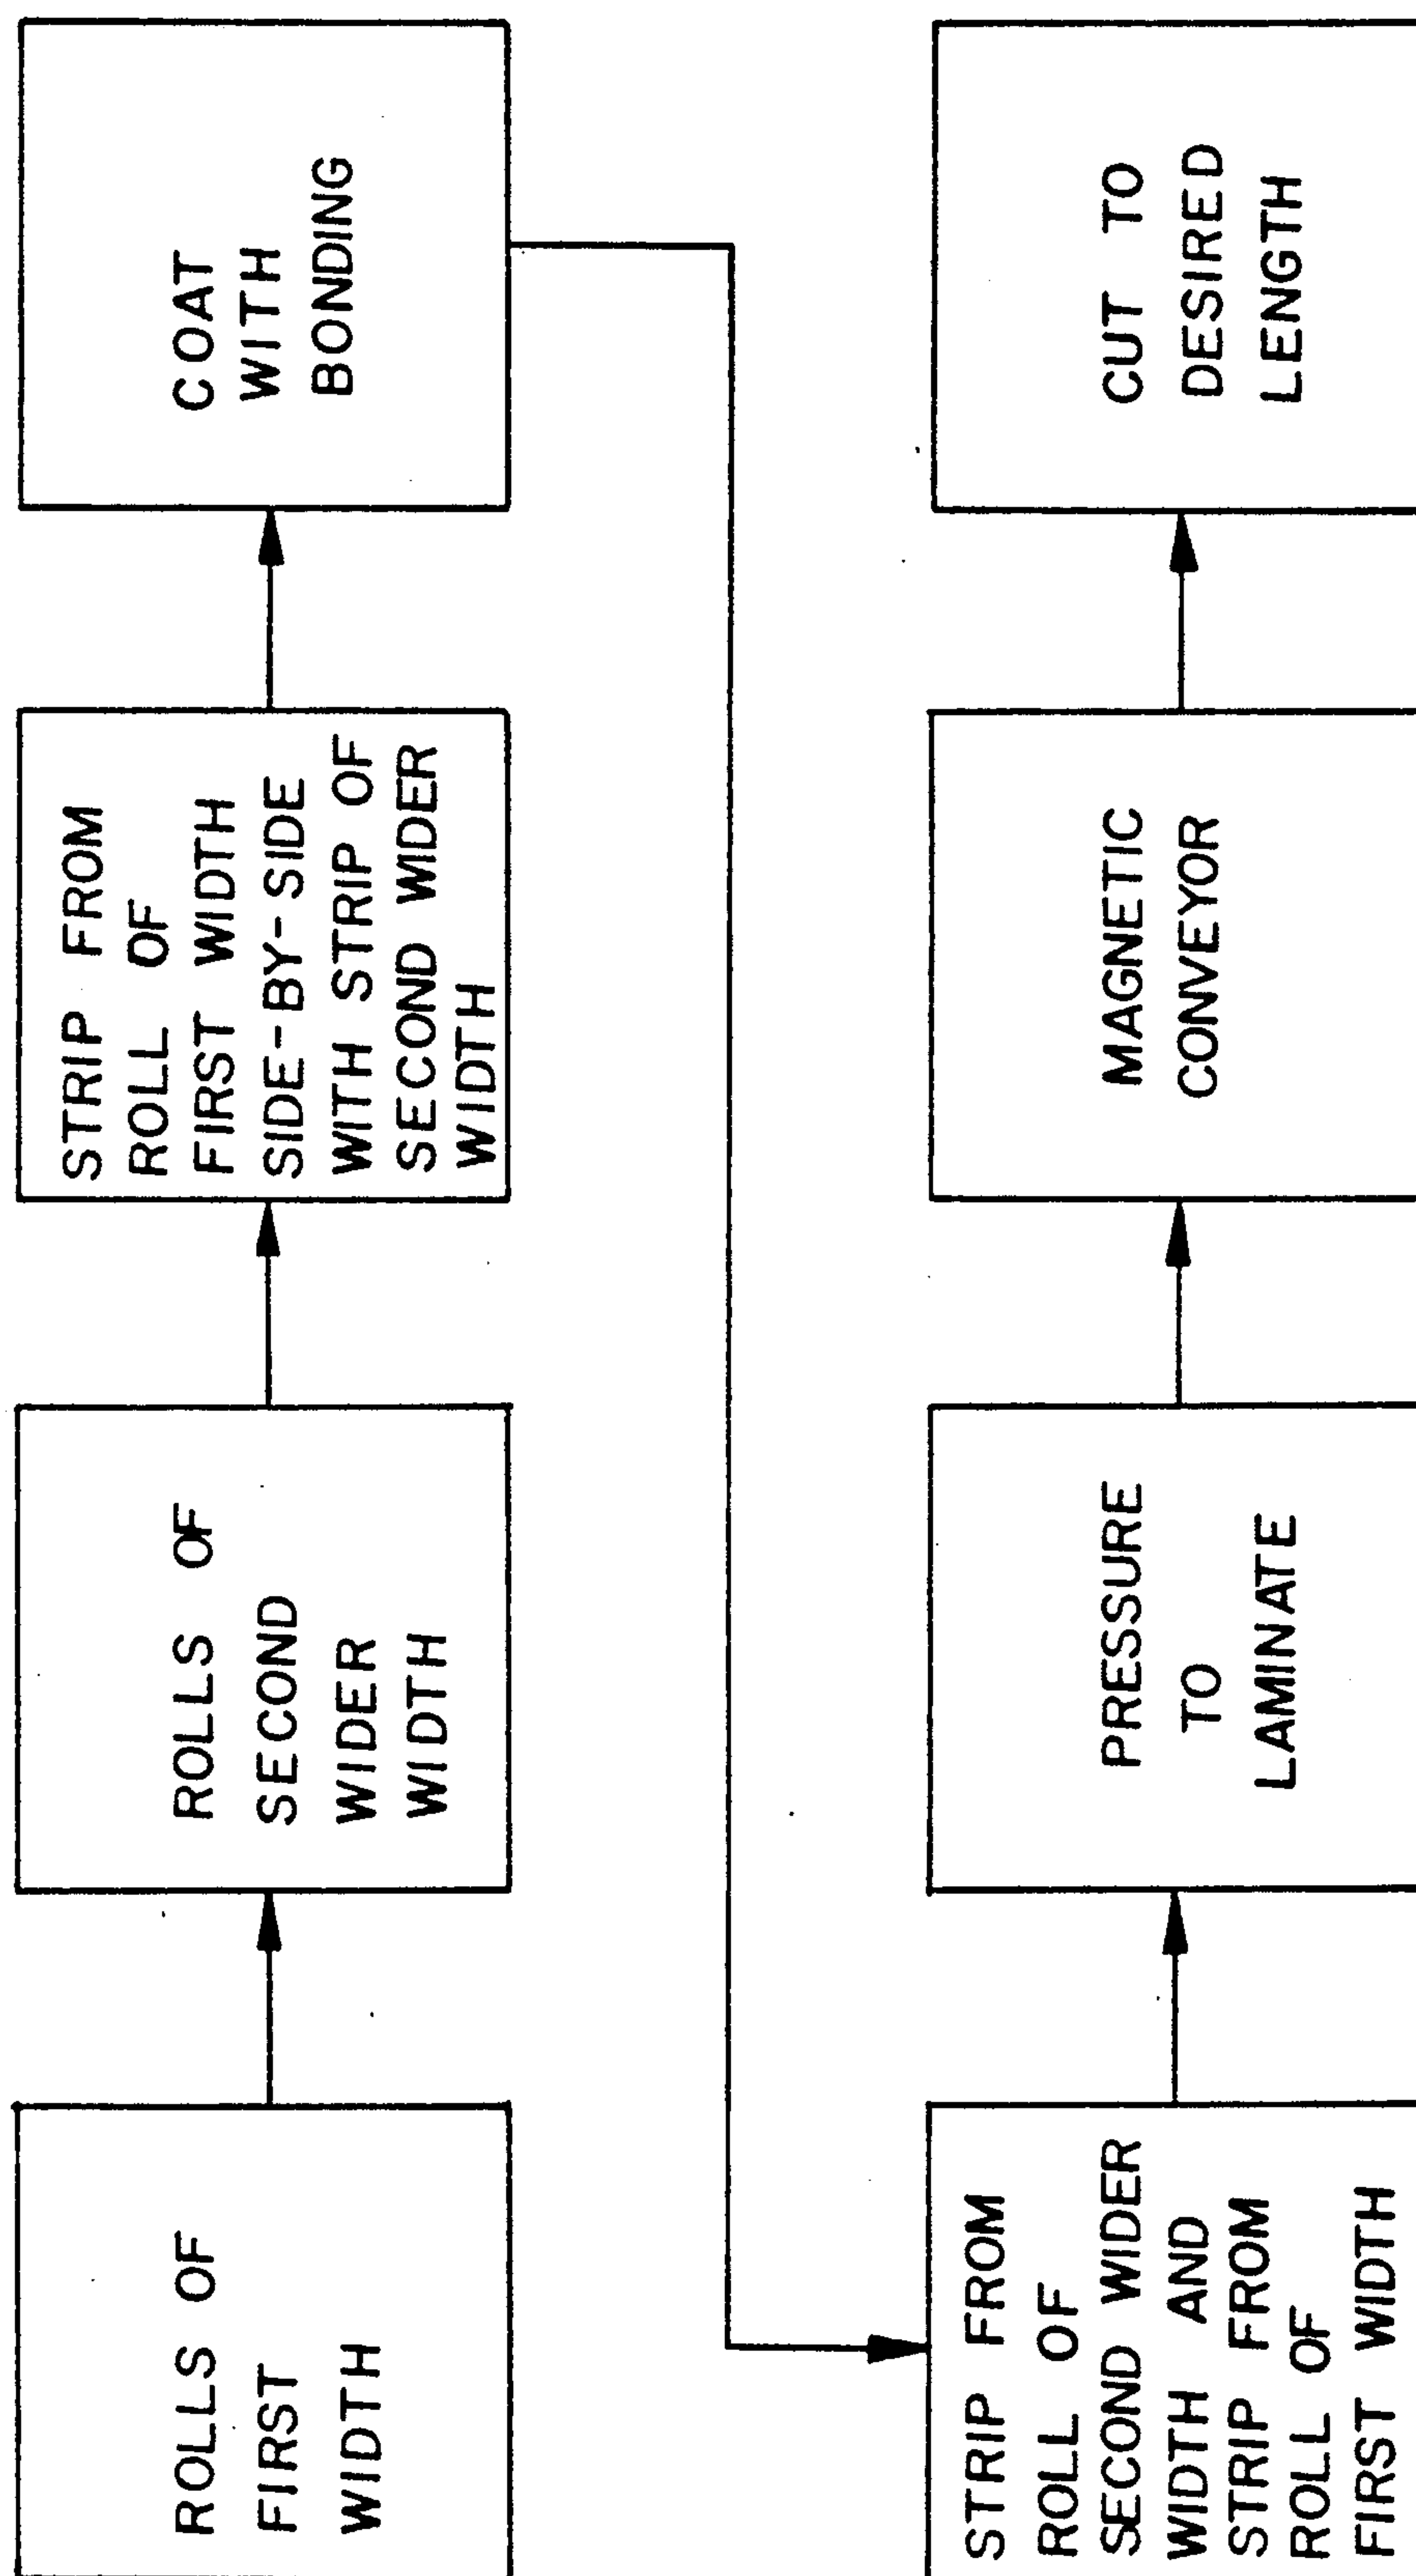 ROLLS OF
FIRST
WIDTH
ROLLS OF
SECOND
WIDER
WIDTH
STRIP FROM
ROLL OF
FIRST WIDTH
SIDE-BY-SIDE
WITH STRIP OF
SECOND WIDER
WIDTH
COAT
WITH
BONDING
STRIP FROM
ROLL OF
SECOND WIDER
WIDTH AND
STRIP FROM
ROLL OF
FIRST WIDTH
PRESSURE
TO
LAMINATE
MAGNETIC
CONVEYOR
CUT TO
DESIRED
LENGTH